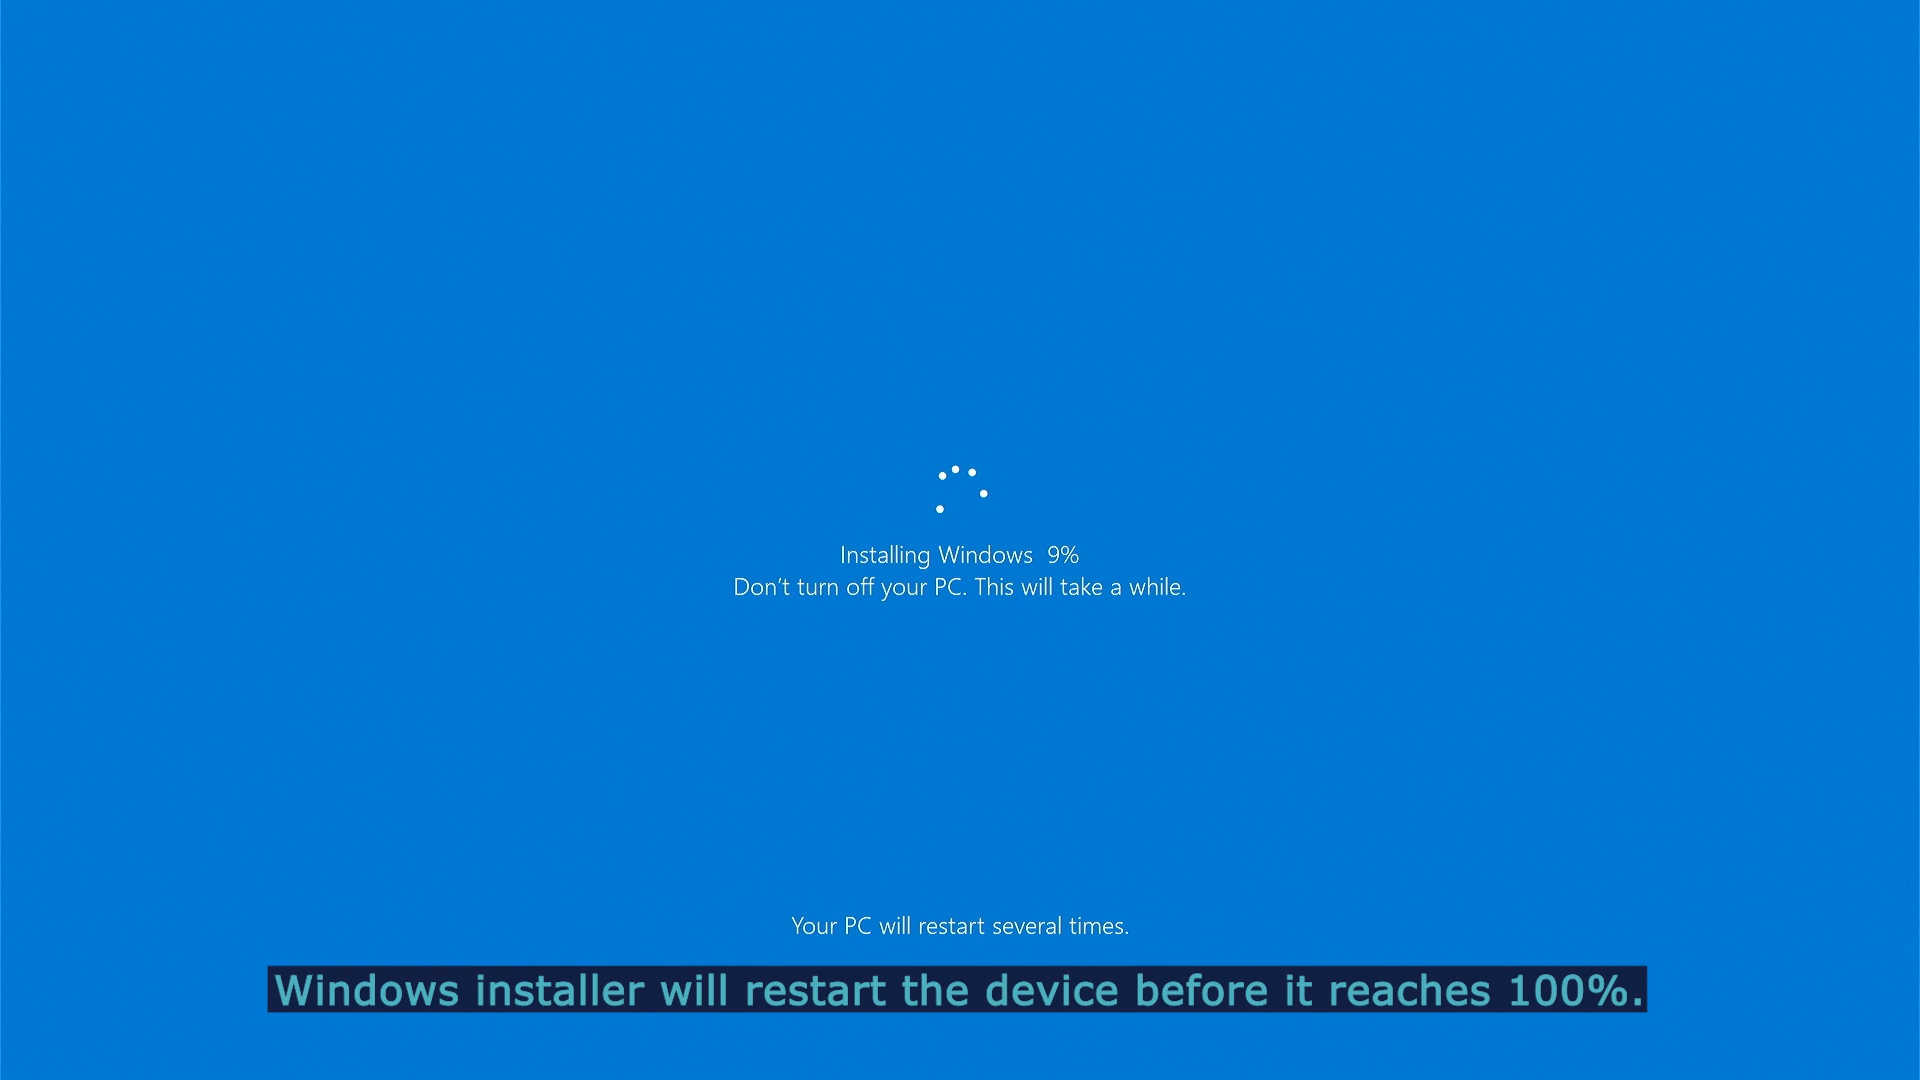 Installing Windows  9%
Don't turn off your PC. This will take a while.
Your PC will restart several times.
Windows installer will restart the device before it reaches 100%.